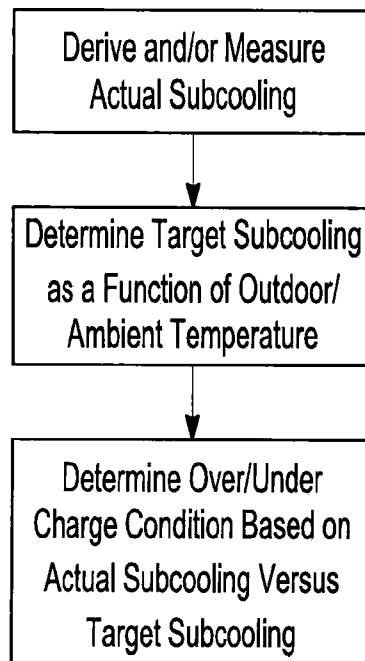 Derive and/or Measure
Actual Subcooling
Determine Target Subcooling
as a Function of Outdoor/
Ambient Temperature
Determine Over/Under
Charge Condition Based on
Actual Subcooling Versus
Target Subcooling